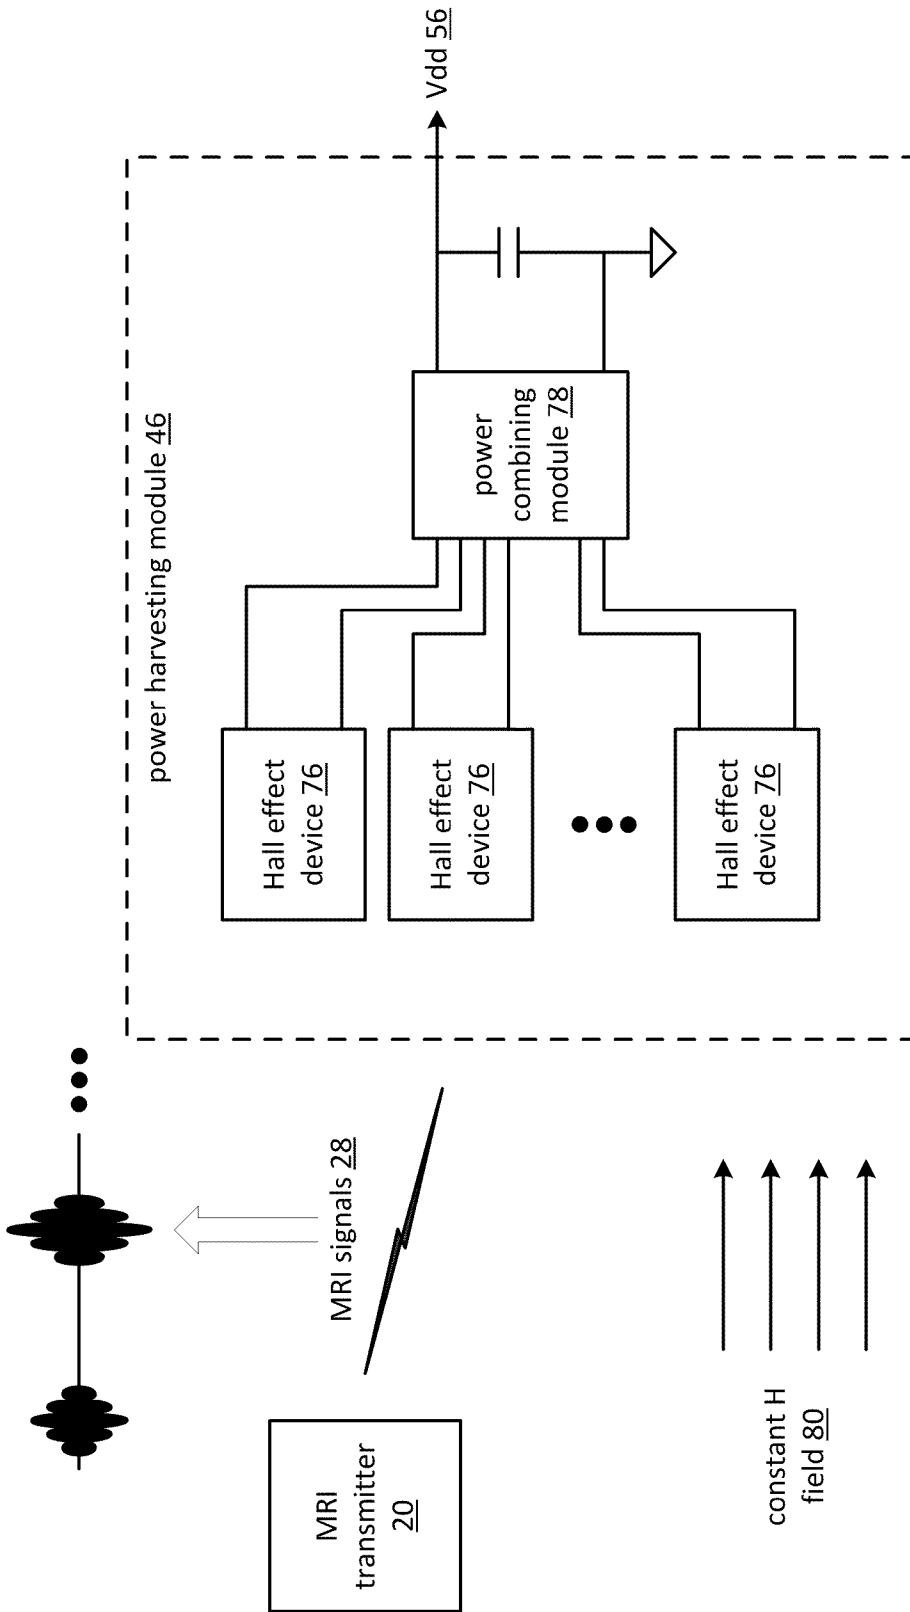 power harvesting module 46
MRI
transmitter
20
MRI signals 28
constant H
field 80
Hall effect
device 76
Hall effect
device 76
Hall effect
device 76
power
combining
module 78
Vdd 56